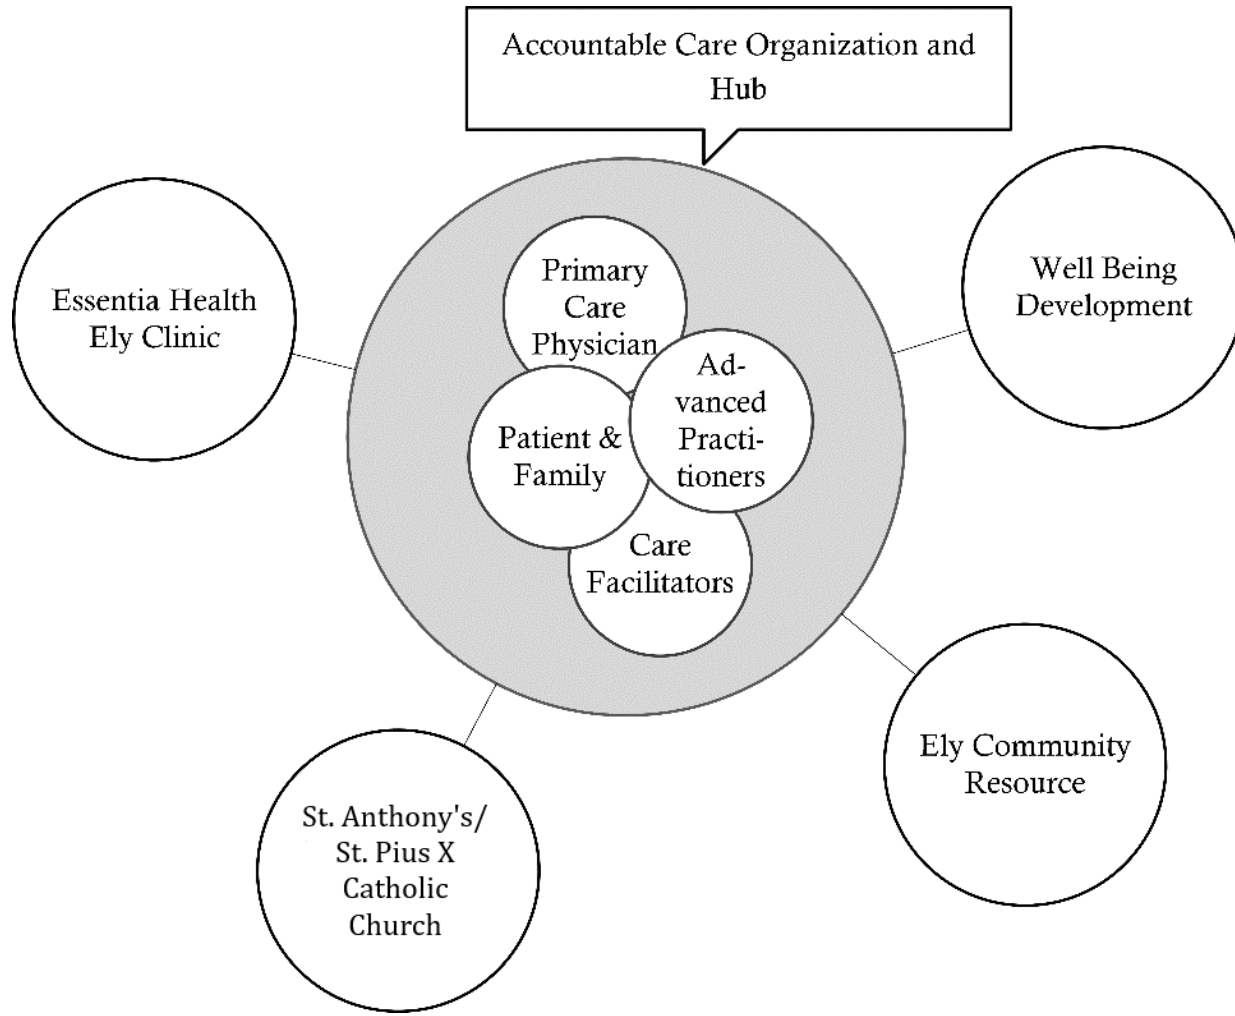 Accountable Care Organization and
Hub
Essentia Health
Ely Clinic
Primary
Care
Physician
Ad-
vanced
Practi-
tioners
Patient &
Family
Care
Facilitators
Well Being
Development
Ely Community
Resource
St. Anthony's/
St. Pius X
Catholic
Church